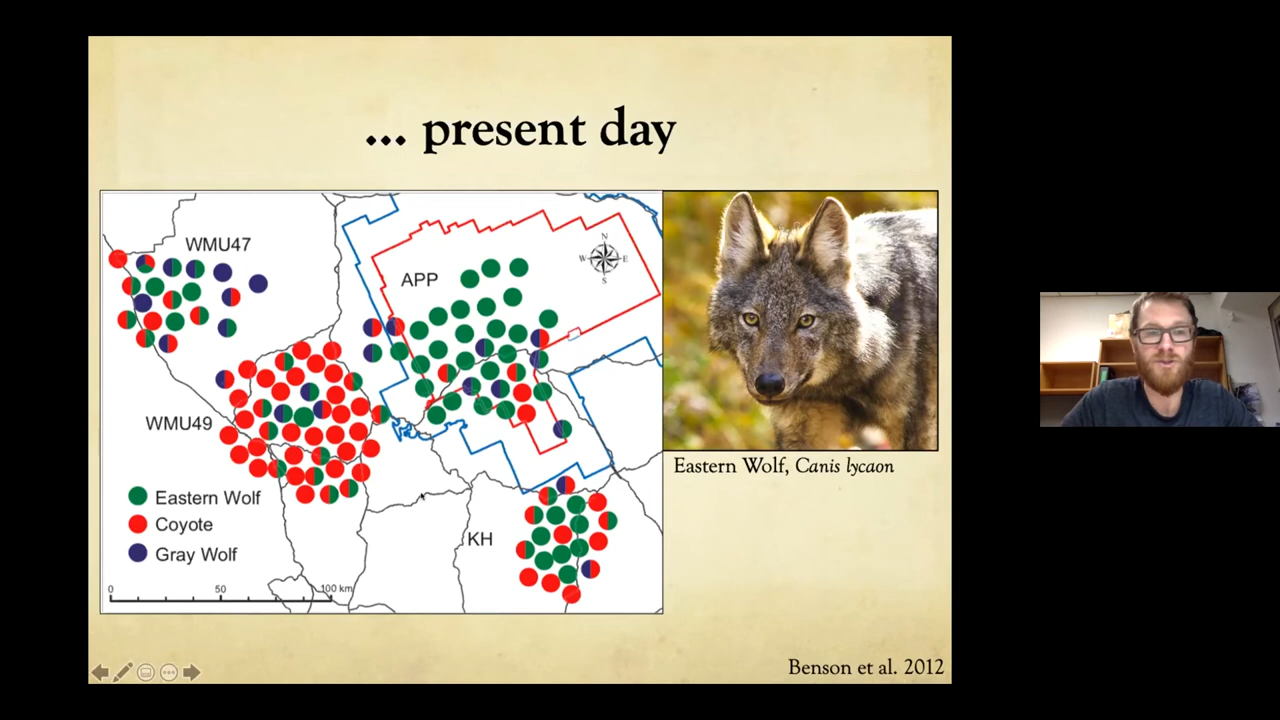 ... present day
WMU47
APP
N
W
E
S
WMU49
Eastern Wolf
Coyote
Gray Wolf
KH
0 50 100 km
Eastern Wolf, Canis lycaon
Benson et al. 2012